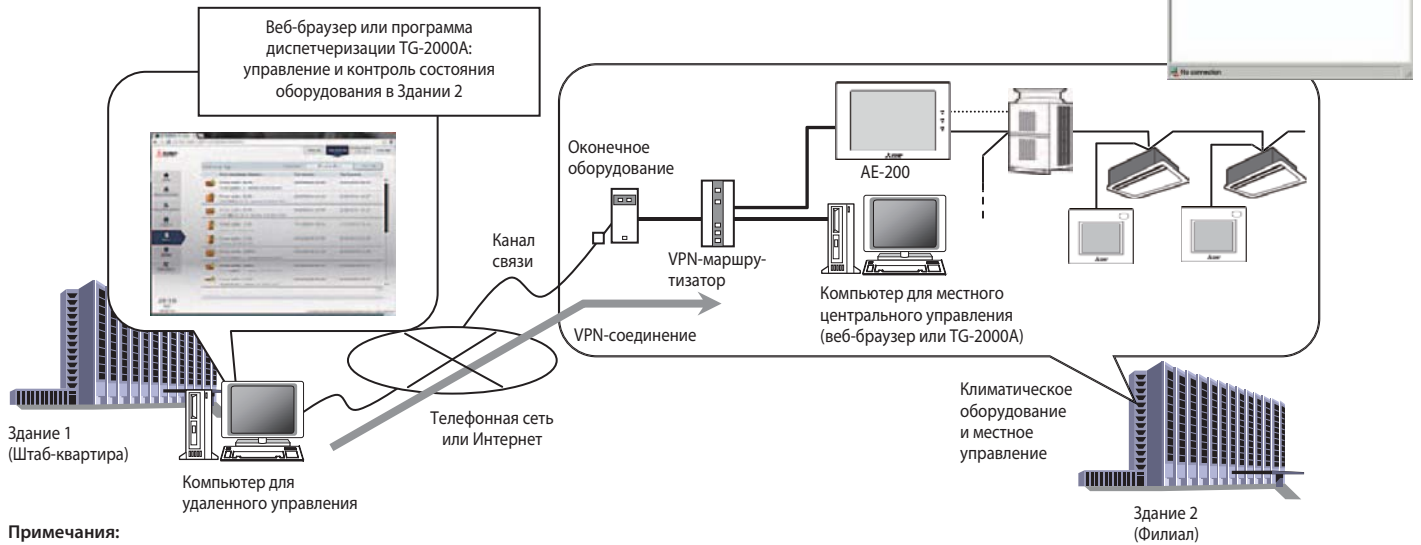 Веб-браузер или программа
диспетчеризации TG-2000A:
управление и контроль состояния
оборудования в Здании 2
No connection
Оконечное
оборудование
AE-200
Канал
связи
VPN-маршру-
тизатор
Компьютер для местного
центрального управления
(веб-браузер или TG-2000A)
VPN-соединение
Телефонная сеть
или Интернет
Климатическое
оборудование
и местное
управление
Здание 1
(Штаб-квартира)
Компьютер для
удаленного управления
Здание 2
(Филиал)
Примечания: